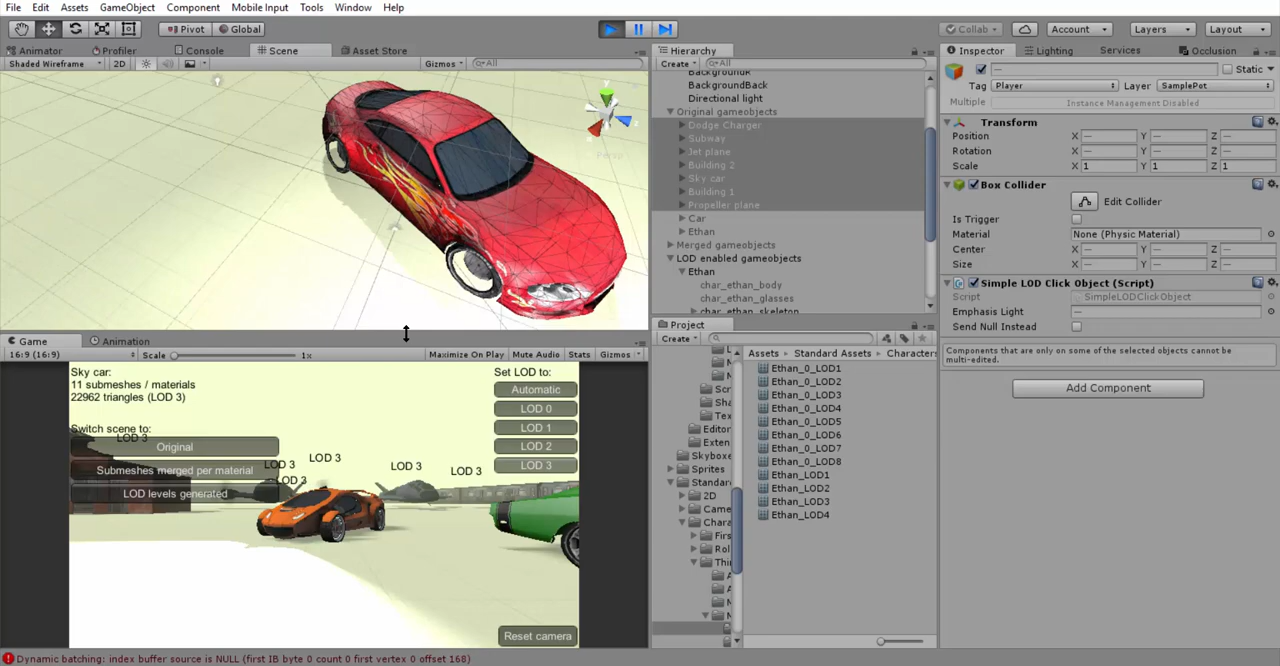 File Edit Assets GameObject Component Mobile Input Tools Window Help
Pivot Global Collab Account Layers Layout
Animator Profiler Console Scene Asset Store
Shaded Wireframe 2D Gizmos All
y
Persp
Hierarchy
Create All
BackgroundR
BackgroundBack
Directional light
Original gameobjects
Dodge Charger
Subway
Jet plane
Building 2
Sky car
Building 1
Propeller plane
Car
Ethan
Merged gameobjects
LOD enabled gameobjects
Ethan
char_ethan_body
char_ethan_glasses
char_ethan_skeleton
Inspector Lighting Services Occlusion
— Static
Tag Player Layer SamplePot
Multiple Instance Management Disabled
Transform
Position X — Y — Z —
Rotation X — Y — Z —
Scale X 1 Y 1 Z 1
Box Collider
Edit Collider
Is Trigger
Material None (Physic Material)
Center X — Y — Z —
Size X — Y — Z —
Simple LOD Click Object (Script)
Script SimpleLODClickObject
Emphasis Light —
Send Null Instead
Components that are only on some of the selected objects cannot be
multi-edited.
Add Component
Game Animation
16:9 (16:9) Scale 1x Maximize On Play Mute Audio Stats Gizmos
Sky car:
11 submeshes / materials
22962 triangles (LOD 3)
Switch scene to:
LOD 3
Original
Submeshes merged per material
LOD levels generated
LOD 3
LOD 3
LOD 3
LOD 3
LOD 3
Set LOD to:
Automatic
LOD 0
LOD 1
LOD 2
LOD 3
Reset camera
Project
Create
Editor
Exten
Skybox
Sprites
Standar
2D
Came
Chara
Firs
Rol
Thi
Assets Standard Assets Characters
Ethan_0_LOD1
Ethan_0_LOD2
Ethan_0_LOD3
Ethan_0_LOD4
Ethan_0_LOD5
Ethan_0_LOD6
Ethan_0_LOD7
Ethan_0_LOD8
Ethan_LOD1
Ethan_LOD2
Ethan_LOD3
Ethan_LOD4
Dynamic batching: index buffer source is NULL (first IB byte 0 count 0 first vertex 0 offset 168)